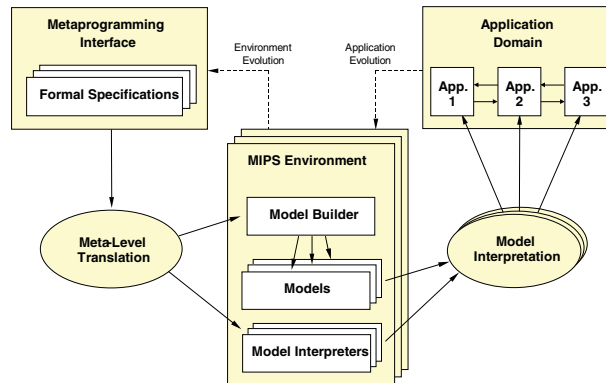 Metaprogramming
Interface
Formal Specifications
Environment
Evolution
Application
Evolution
Application
Domain
App.
1
App.
2
App.
3
MIPS Environment
Model Builder
Models
Model Interpreters
Meta-Level
Translation
Model
Interpretation